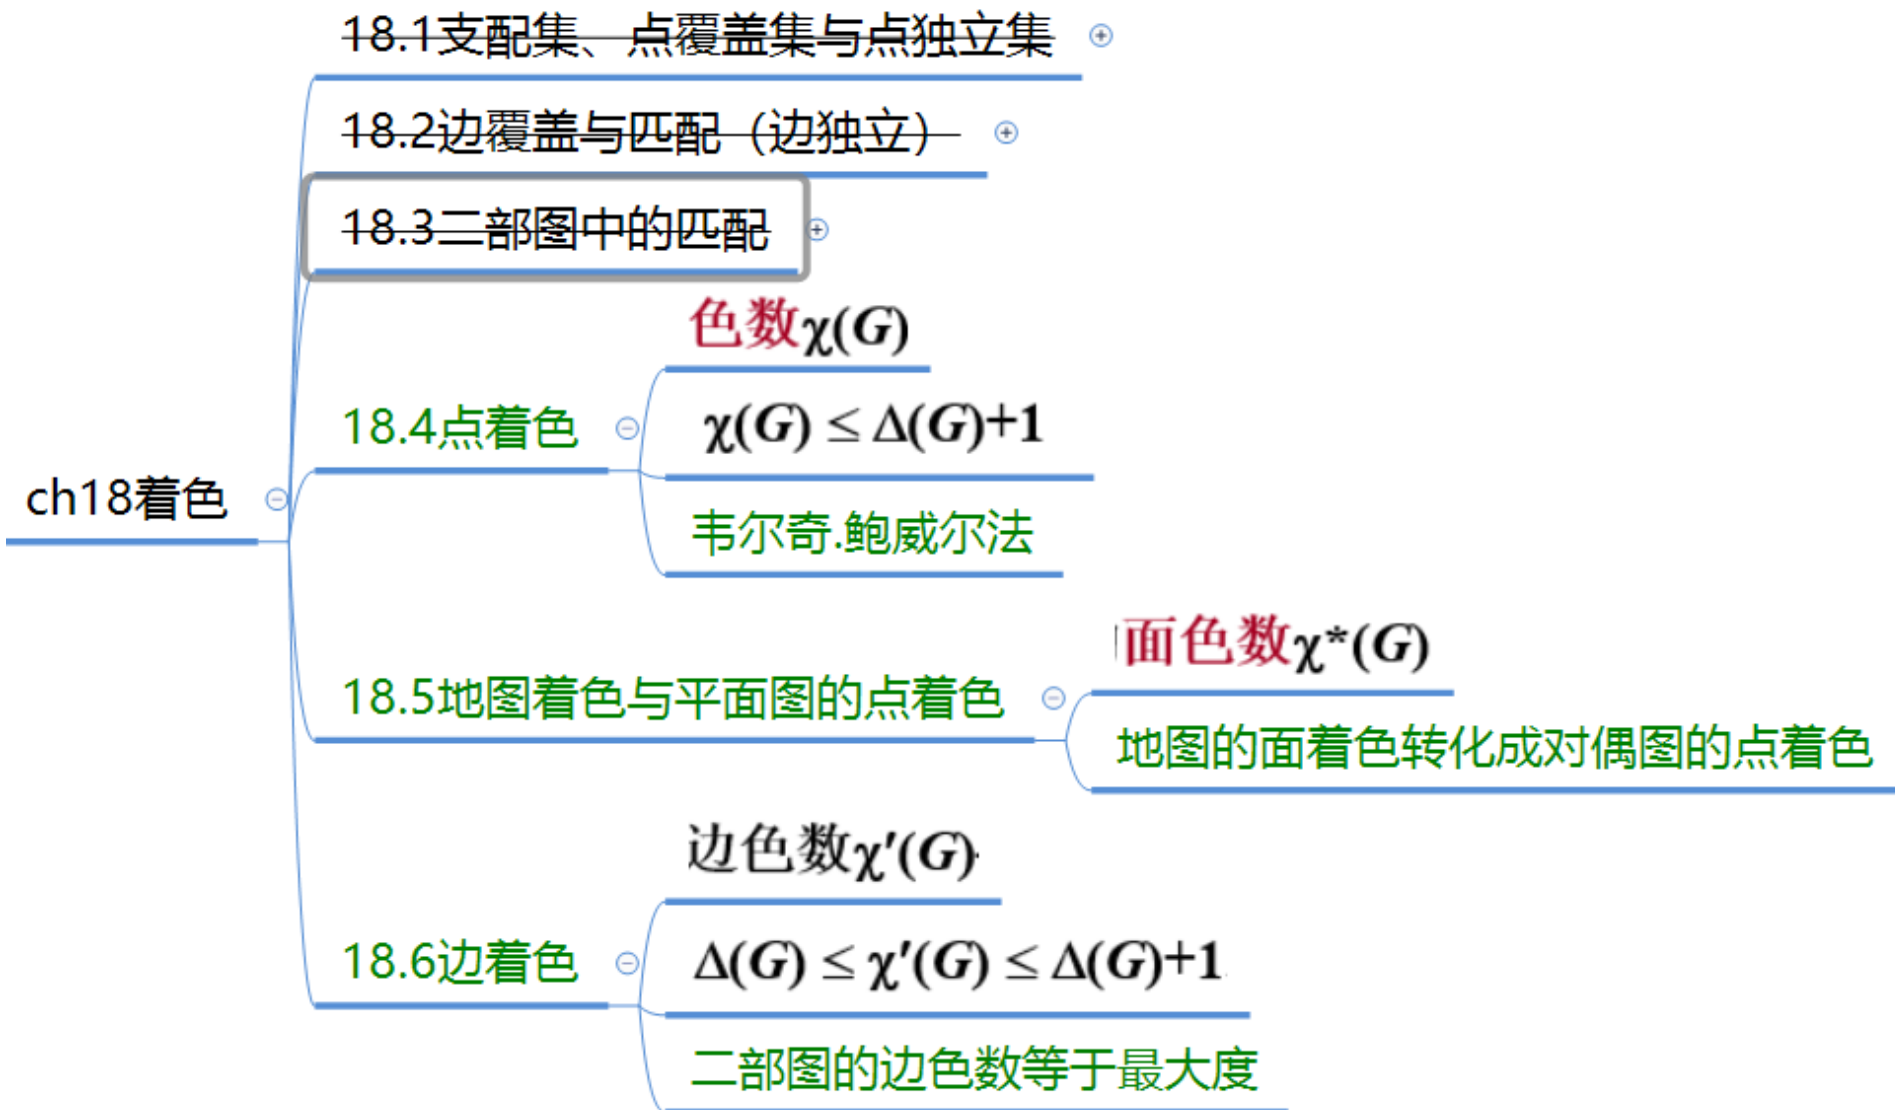 18.1支配集、点覆盖集与点独立集
18.2边覆盖与匹配（边独立）
18.3二部图中的匹配
色数χ(G)
18.4点着色
χ(G) ≤ Δ(G)+1
ch18着色
韦尔奇.鲍威尔法
面色数χ*(G)
18.5地图着色与平面图的点着色
地图的面着色转化成对偶图的点着色
边色数χ′(G)
18.6边着色
Δ(G) ≤ χ′(G) ≤ Δ(G)+1
二部图的边色数等于最大度